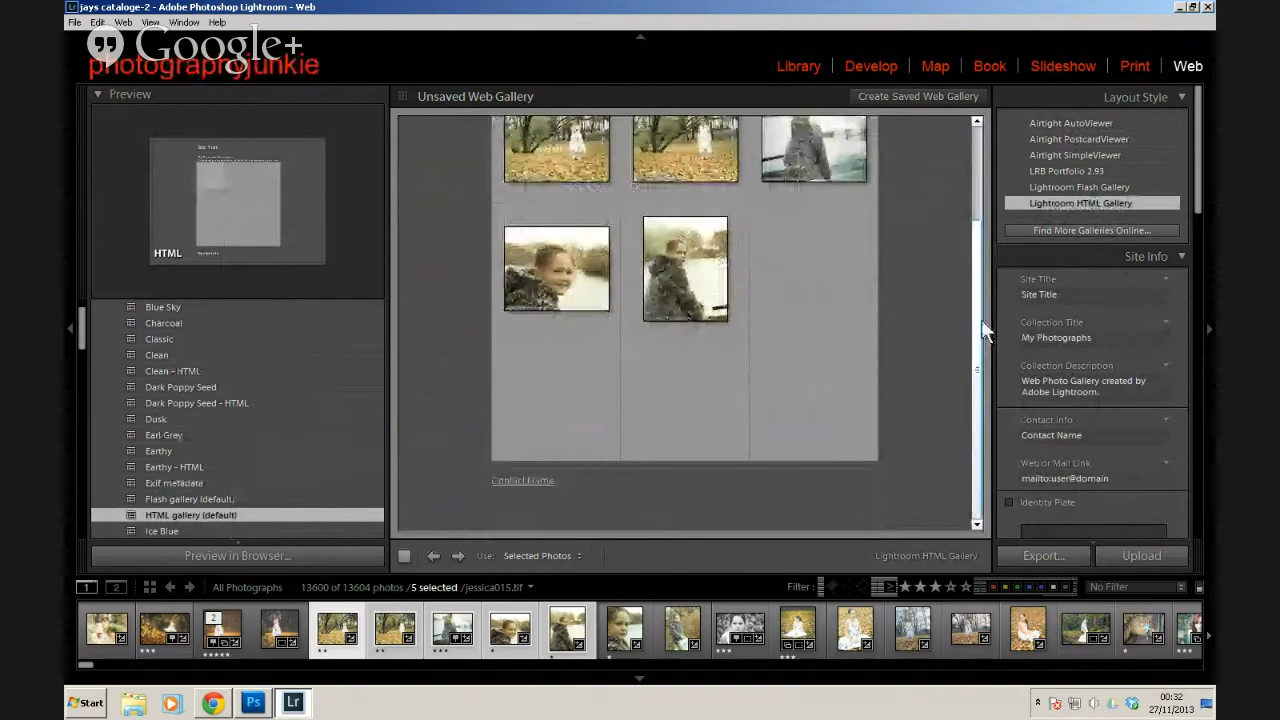 jays cataloge-2 - Adobe Photoshop Lightroom - Web
File Edit Web View Window Help
Google+
photographyjunkie
Library Develop Map Book Slideshow Print Web
Preview
Unsaved Web Gallery
Create Saved Web Gallery
Layout Style
Site Title
HTML
Airtight AutoViewer
Airtight PostcardViewer
Airtight SimpleViewer
LRB Portfolio 2.93
Lightroom Flash Gallery
Lightroom HTML Gallery
Find More Galleries Online...
Site Info
Site Title
Site Title
Collection Title
My Photographs
Collection Description
Web Photo Gallery created by
Adobe Lightroom.
Contact Info
Contact Name
Web or Mail Link
mailto:user@domain
Identity Plate
Blue Sky
Charcoal
Classic
Clean
Clean - HTML
Dark Poppy Seed
Dark Poppy Seed - HTML
Dusk
Earl Grey
Earthy
Earthy - HTML
Exif metadata
Flash gallery (default)
HTML gallery (default)
Ice Blue
Contact Name
Preview in Browser...
Use: Selected Photos
Lightroom HTML Gallery
Export...
Upload
1 2
All Photographs
13600 of 13604 photos / 5 selected / jessica015.tif
Filter :
No Filter
2
Start
Ps
Lr
00:32
27/11/2013